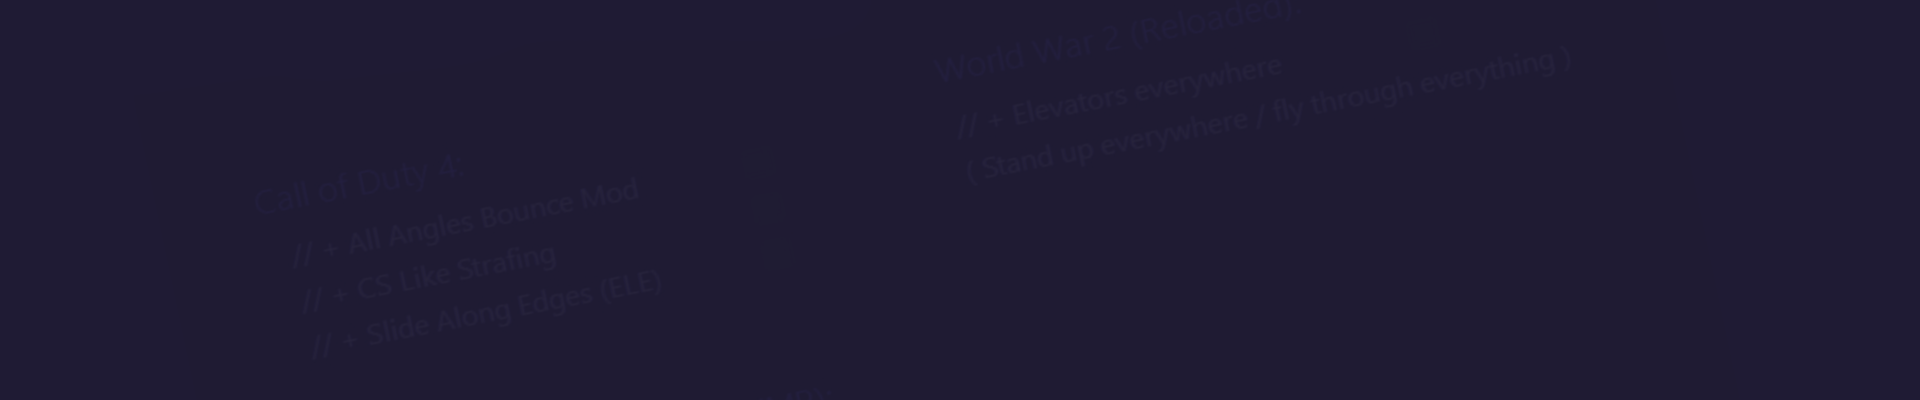 World War 2 (Reloaded):
// + Elevators everywhere
( Stand up everywhere / fly through everything )
Call of Duty 4:
// + All Angles Bounce Mod
// + CS Like Strafing
// + Slide Along Edges (ELE)